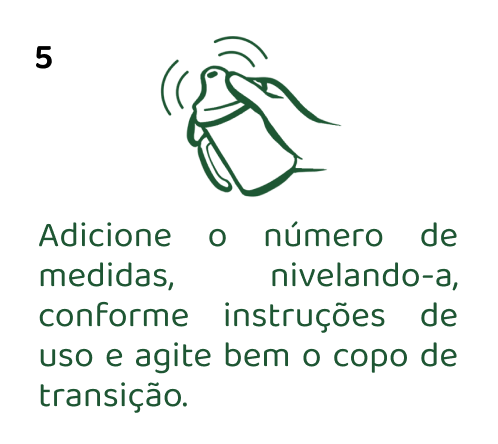 5
Adicione o número de
medidas, nivelando-a,
conforme instruções de
uso e agite bem o copo de
transição.